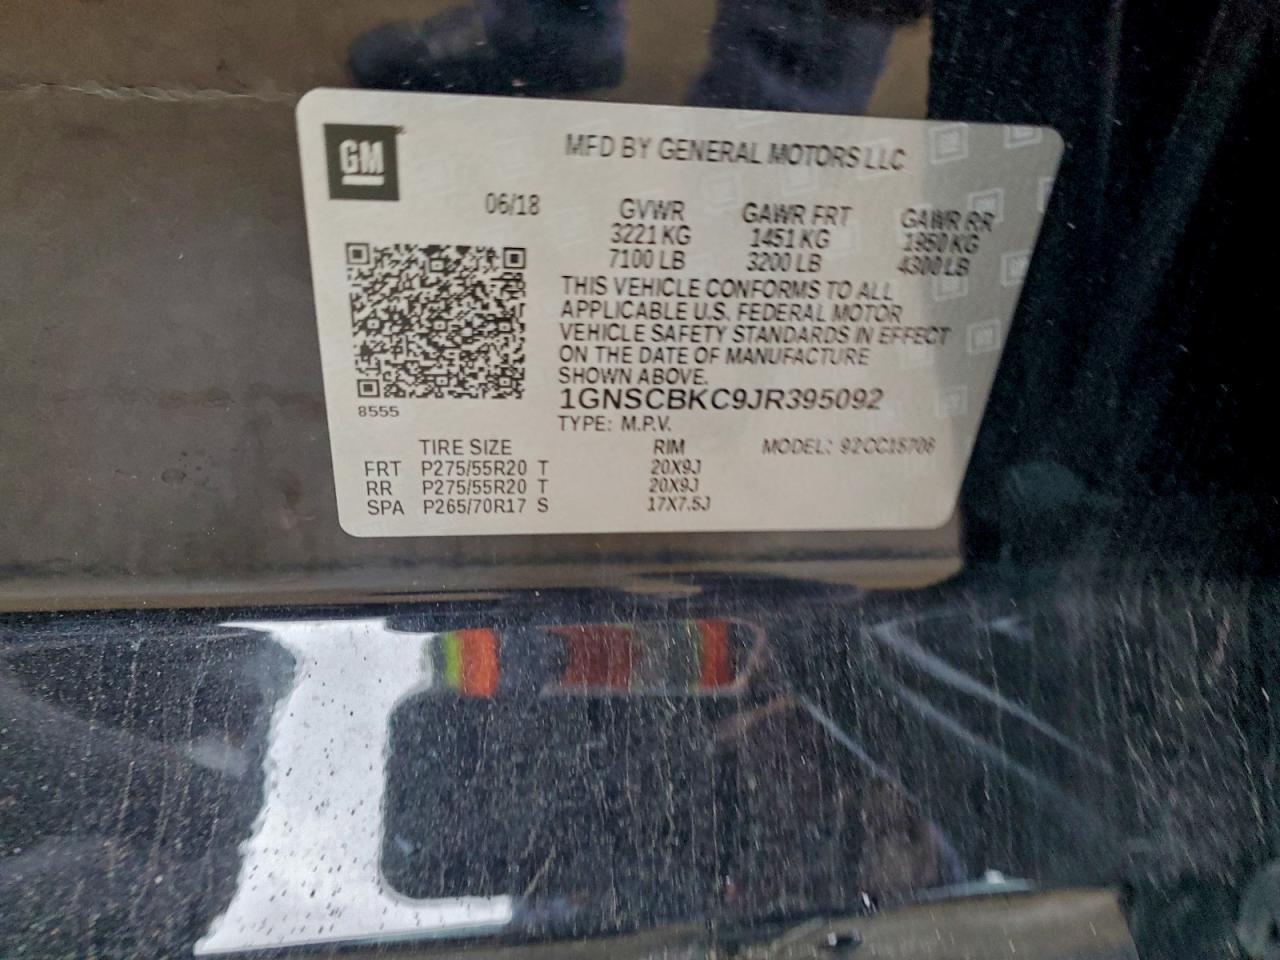 GM
MFD BY GENERAL MOTORS LLC
06/18 GVWR GAWR FRT GAWR RR
3221 KG 1451 KG 1950 KG
7100 LB 3200 LB 4300 LB
THIS VEHICLE CONFORMS TO ALL
APPLICABLE U.S. FEDERAL MOTOR
VEHICLE SAFETY STANDARDS IN EFFECT
ON THE DATE OF MANUFACTURE
SHOWN ABOVE.
1GNSCBKC9JR395092
8555
TYPE: M.P.V.
TIRE SIZE RIM MODEL: 92CC15706
FRT P275/55R20 T 20X9J
RR P275/55R20 T 20X9J
SPA P265/70R17 S 17X7.5J